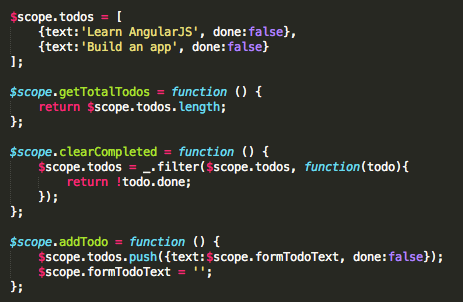 $scope.todos = [
    {text:'Learn AngularJS', done:false},
    {text:'Build an app', done:false}
];

$scope.getTotalTodos = function () {
    return $scope.todos.length;
};

$scope.clearCompleted = function () {
    $scope.todos = _.filter($scope.todos, function(todo){
        return !todo.done;
    });
};

$scope.addTodo = function () {
    $scope.todos.push({text:$scope.formTodoText, done:false});
    $scope.formTodoText = '';
};